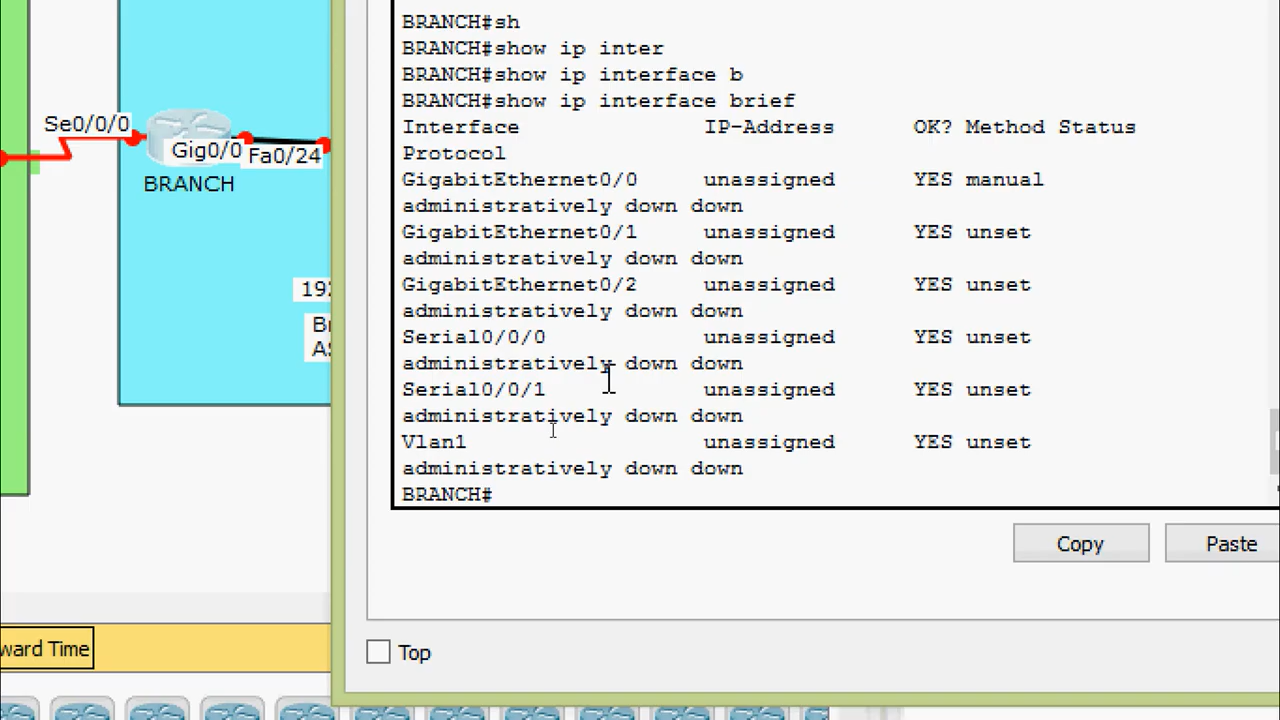 BRANCH#sh
BRANCH#show ip inter
BRANCH#show ip interface b
BRANCH#show ip interface brief
Interface IP-Address OK? Method Status
Protocol
GigabitEthernet0/0 unassigned YES manual
administratively down down
GigabitEthernet0/1 unassigned YES unset
administratively down down
GigabitEthernet0/2 unassigned YES unset
administratively down down
Serial0/0/0 unassigned YES unset
administratively down down
Serial0/0/1 unassigned YES unset
administratively down down
Vlan1 unassigned YES unset
administratively down down
BRANCH#
Se0/0/0
Gig0/0
Fa0/24
BRANCH
192
Br
AS
Copy
Paste
Top
ward Time